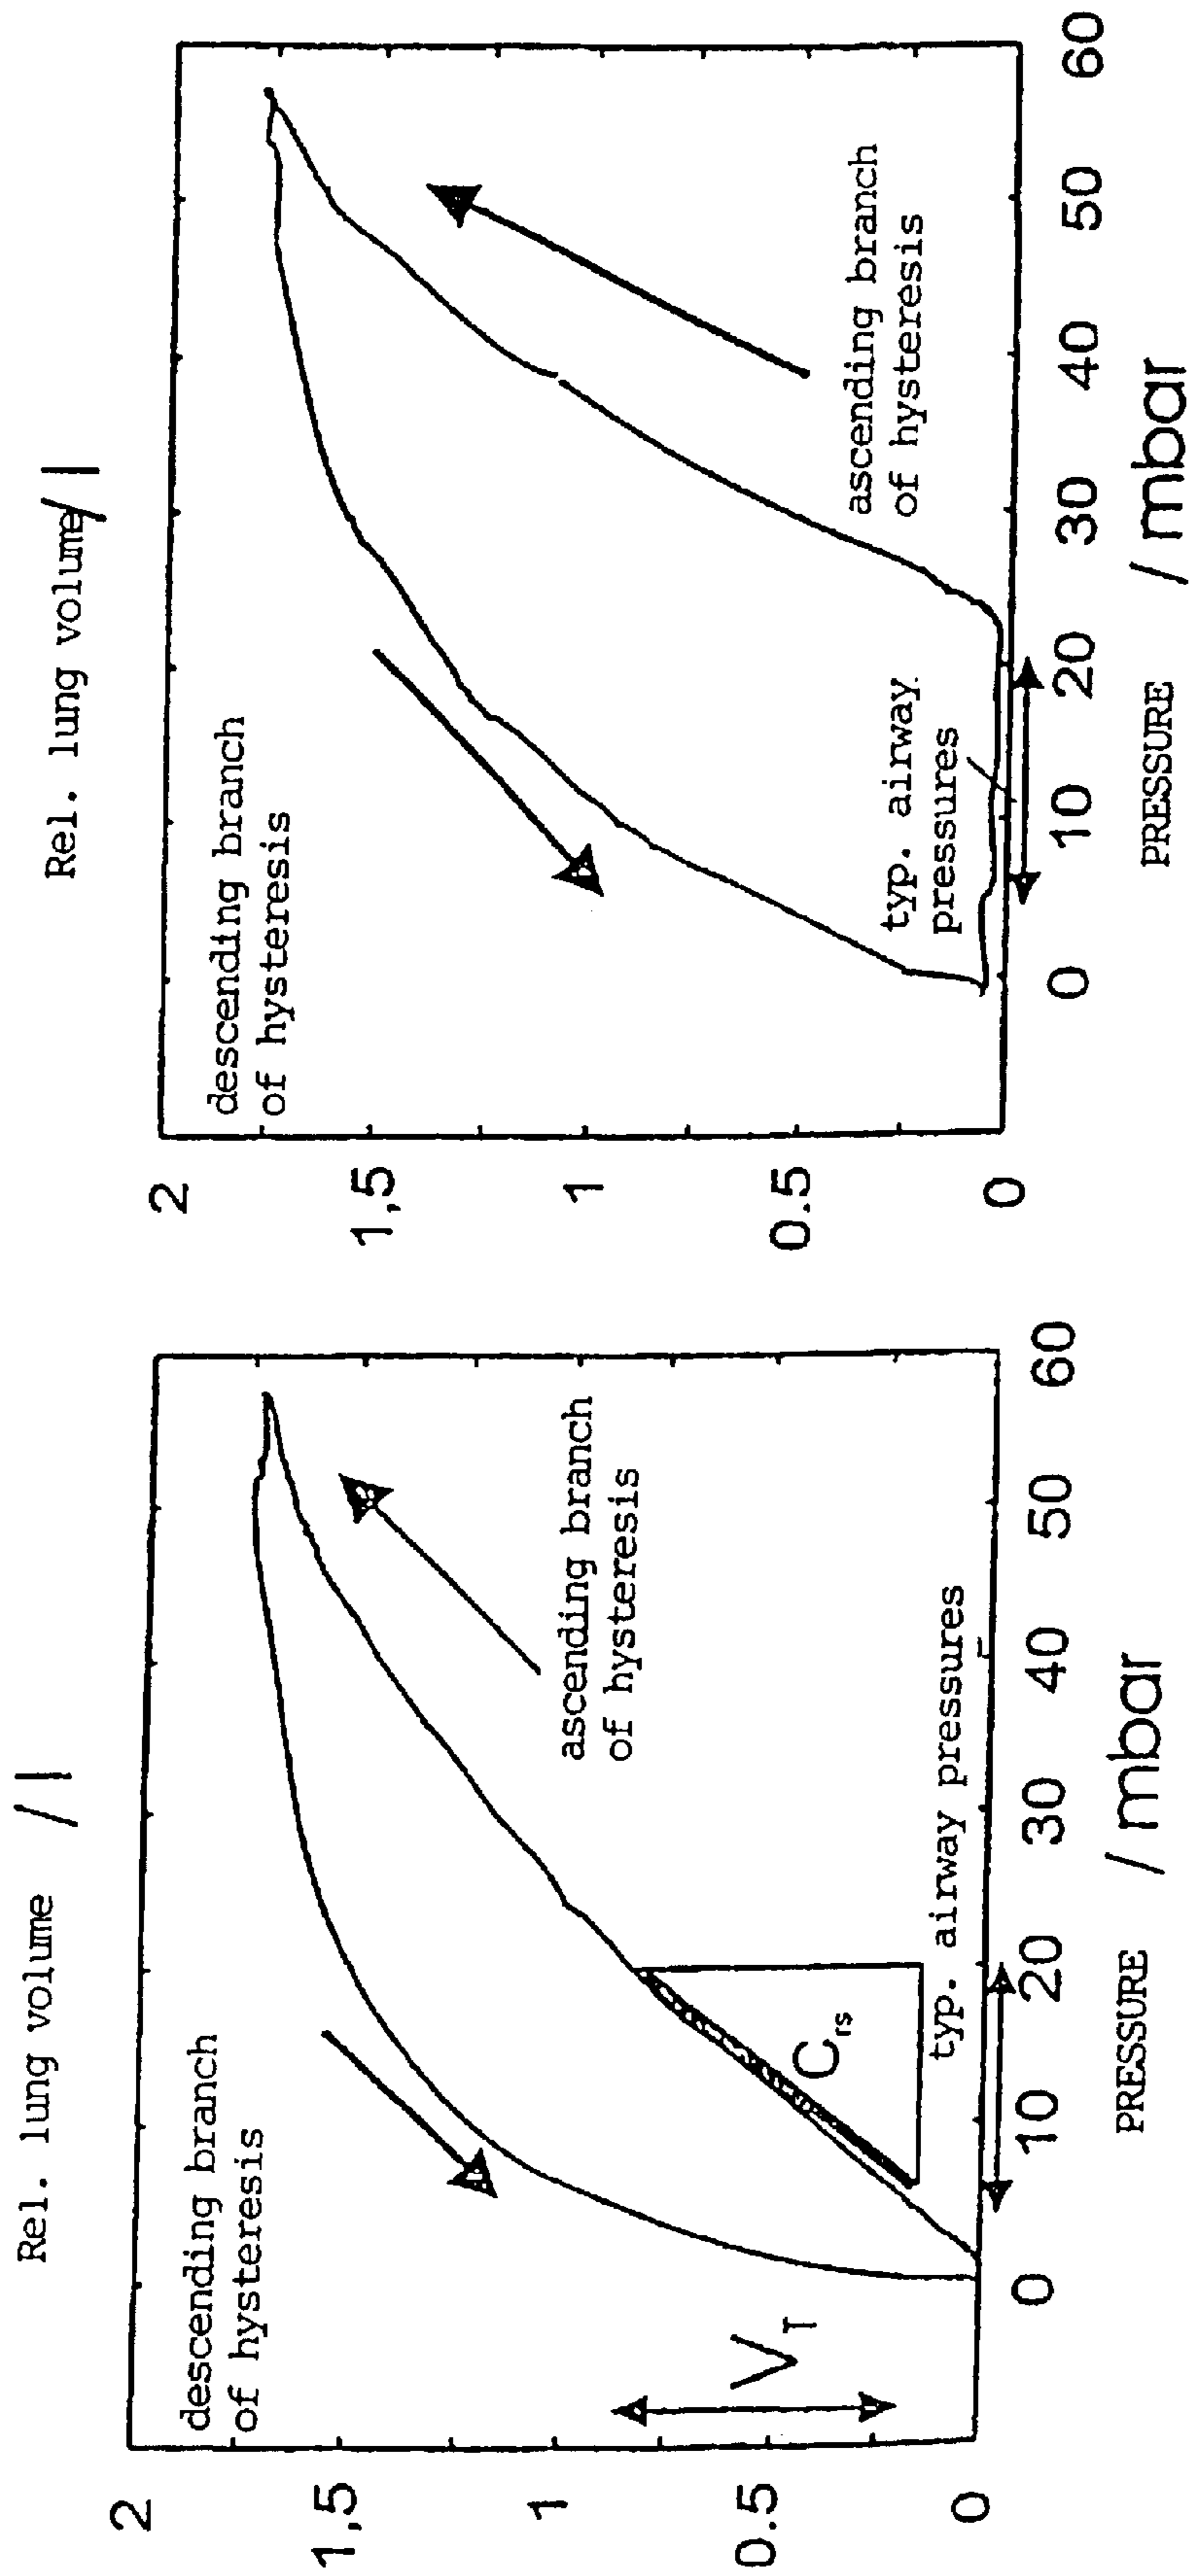 Rel. lung volume / l
2
1,5
1
0.5
0
descending branch
of hysteresis
ascending branch
of hysteresis
V_T
C_rs
typ. airway pressures
0 10 20 30 40 50 60
PRESSURE / mbar
Rel. lung volume/ l
2
1,5
1
0.5
0
descending branch
of hysteresis
ascending branch
of hysteresis
typ. airway
pressures
0 10 20 30 40 50 60
PRESSURE / mbar